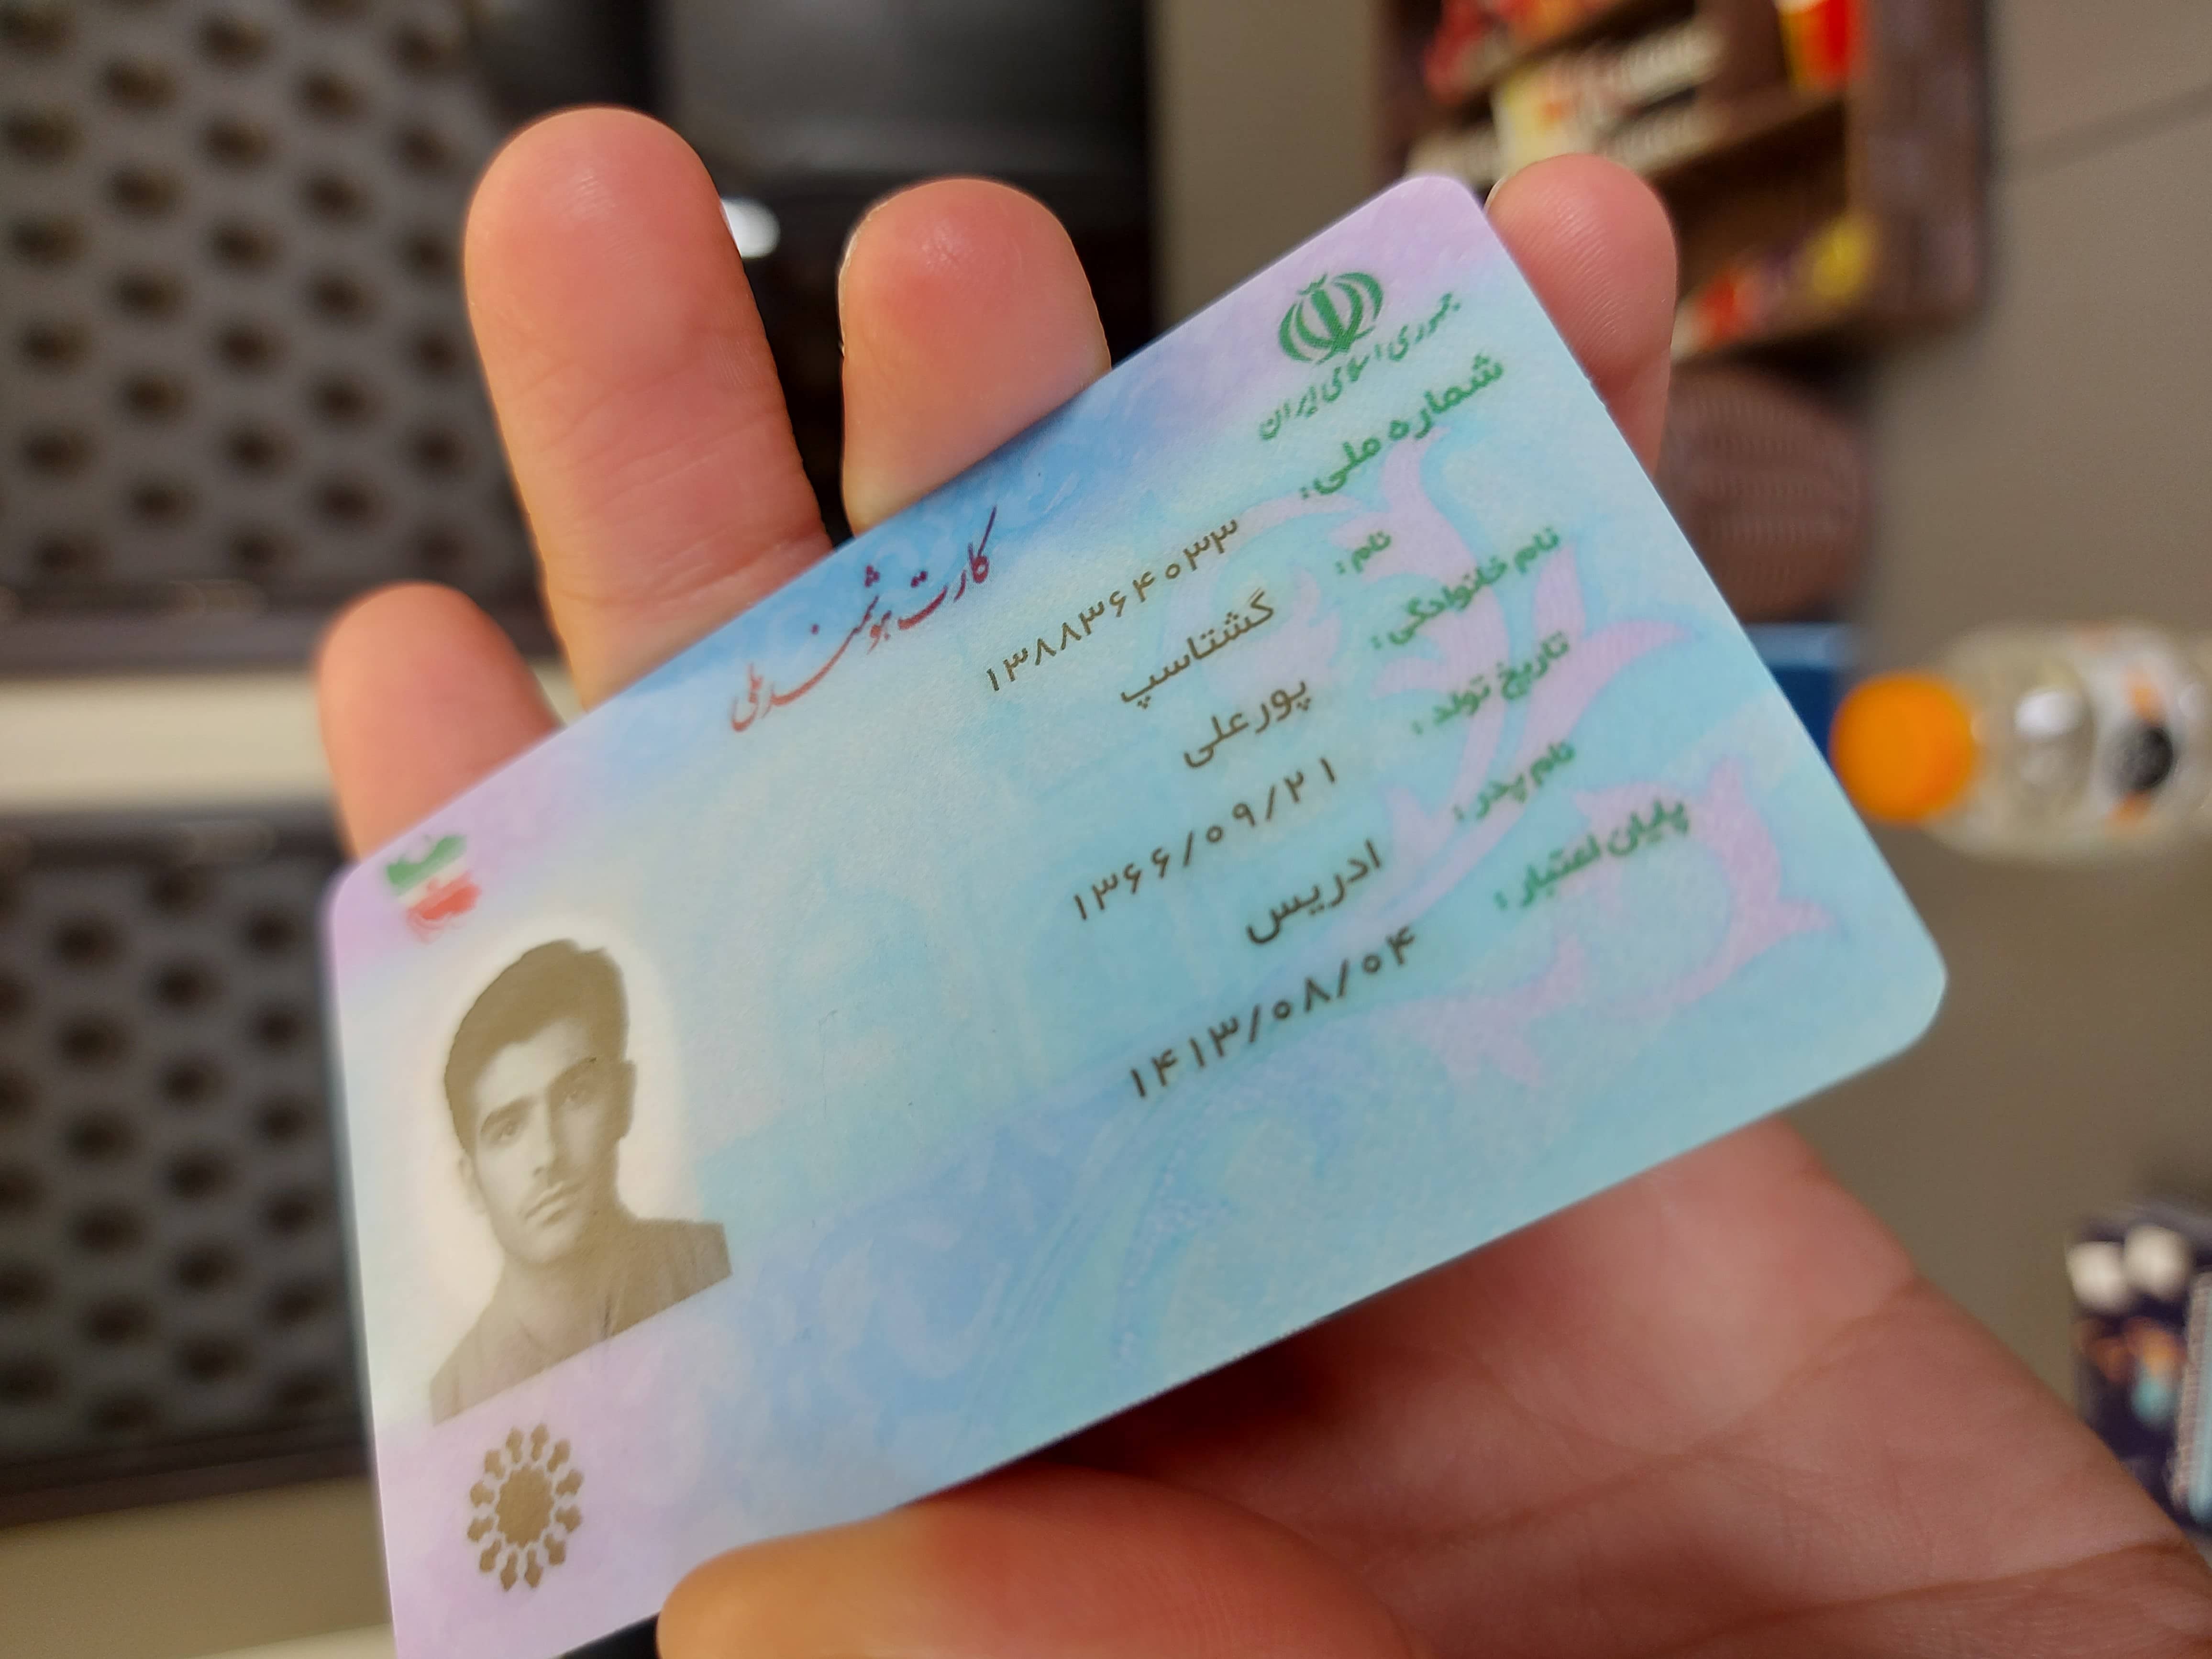 جمهوری اسلامی ایران
کارت هوشمند ملی
شماره ملی: ۱۳۸۸۳۶۴۰۳۳
نام: گشتاسپ
نام خانوادگی: پورعلی
تاریخ تولد: ۱۳۶۶/۰۹/۲۱
نام پدر: ادریس
پایان اعتبار: ۱۴۱۳/۰۸/۰۴